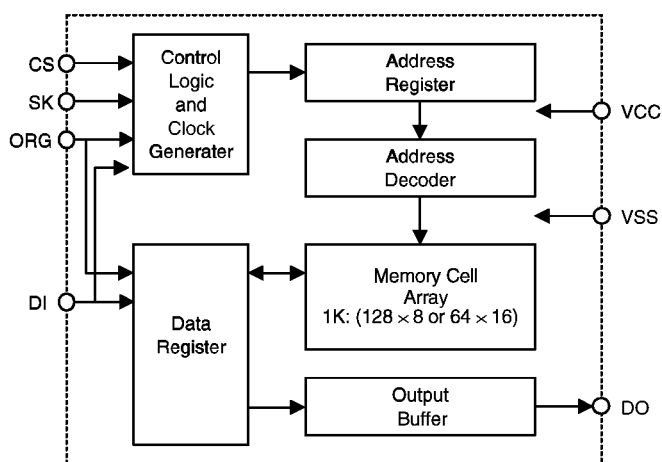 CS
SK
ORG
DI
Control
Logic
and
Clock
Generater
Address
Register
Address
Decoder
VCC
VSS
Data
Register
Memory Cell
Array
1K: (128 × 8 or 64 × 16)
Output
Buffer
DO